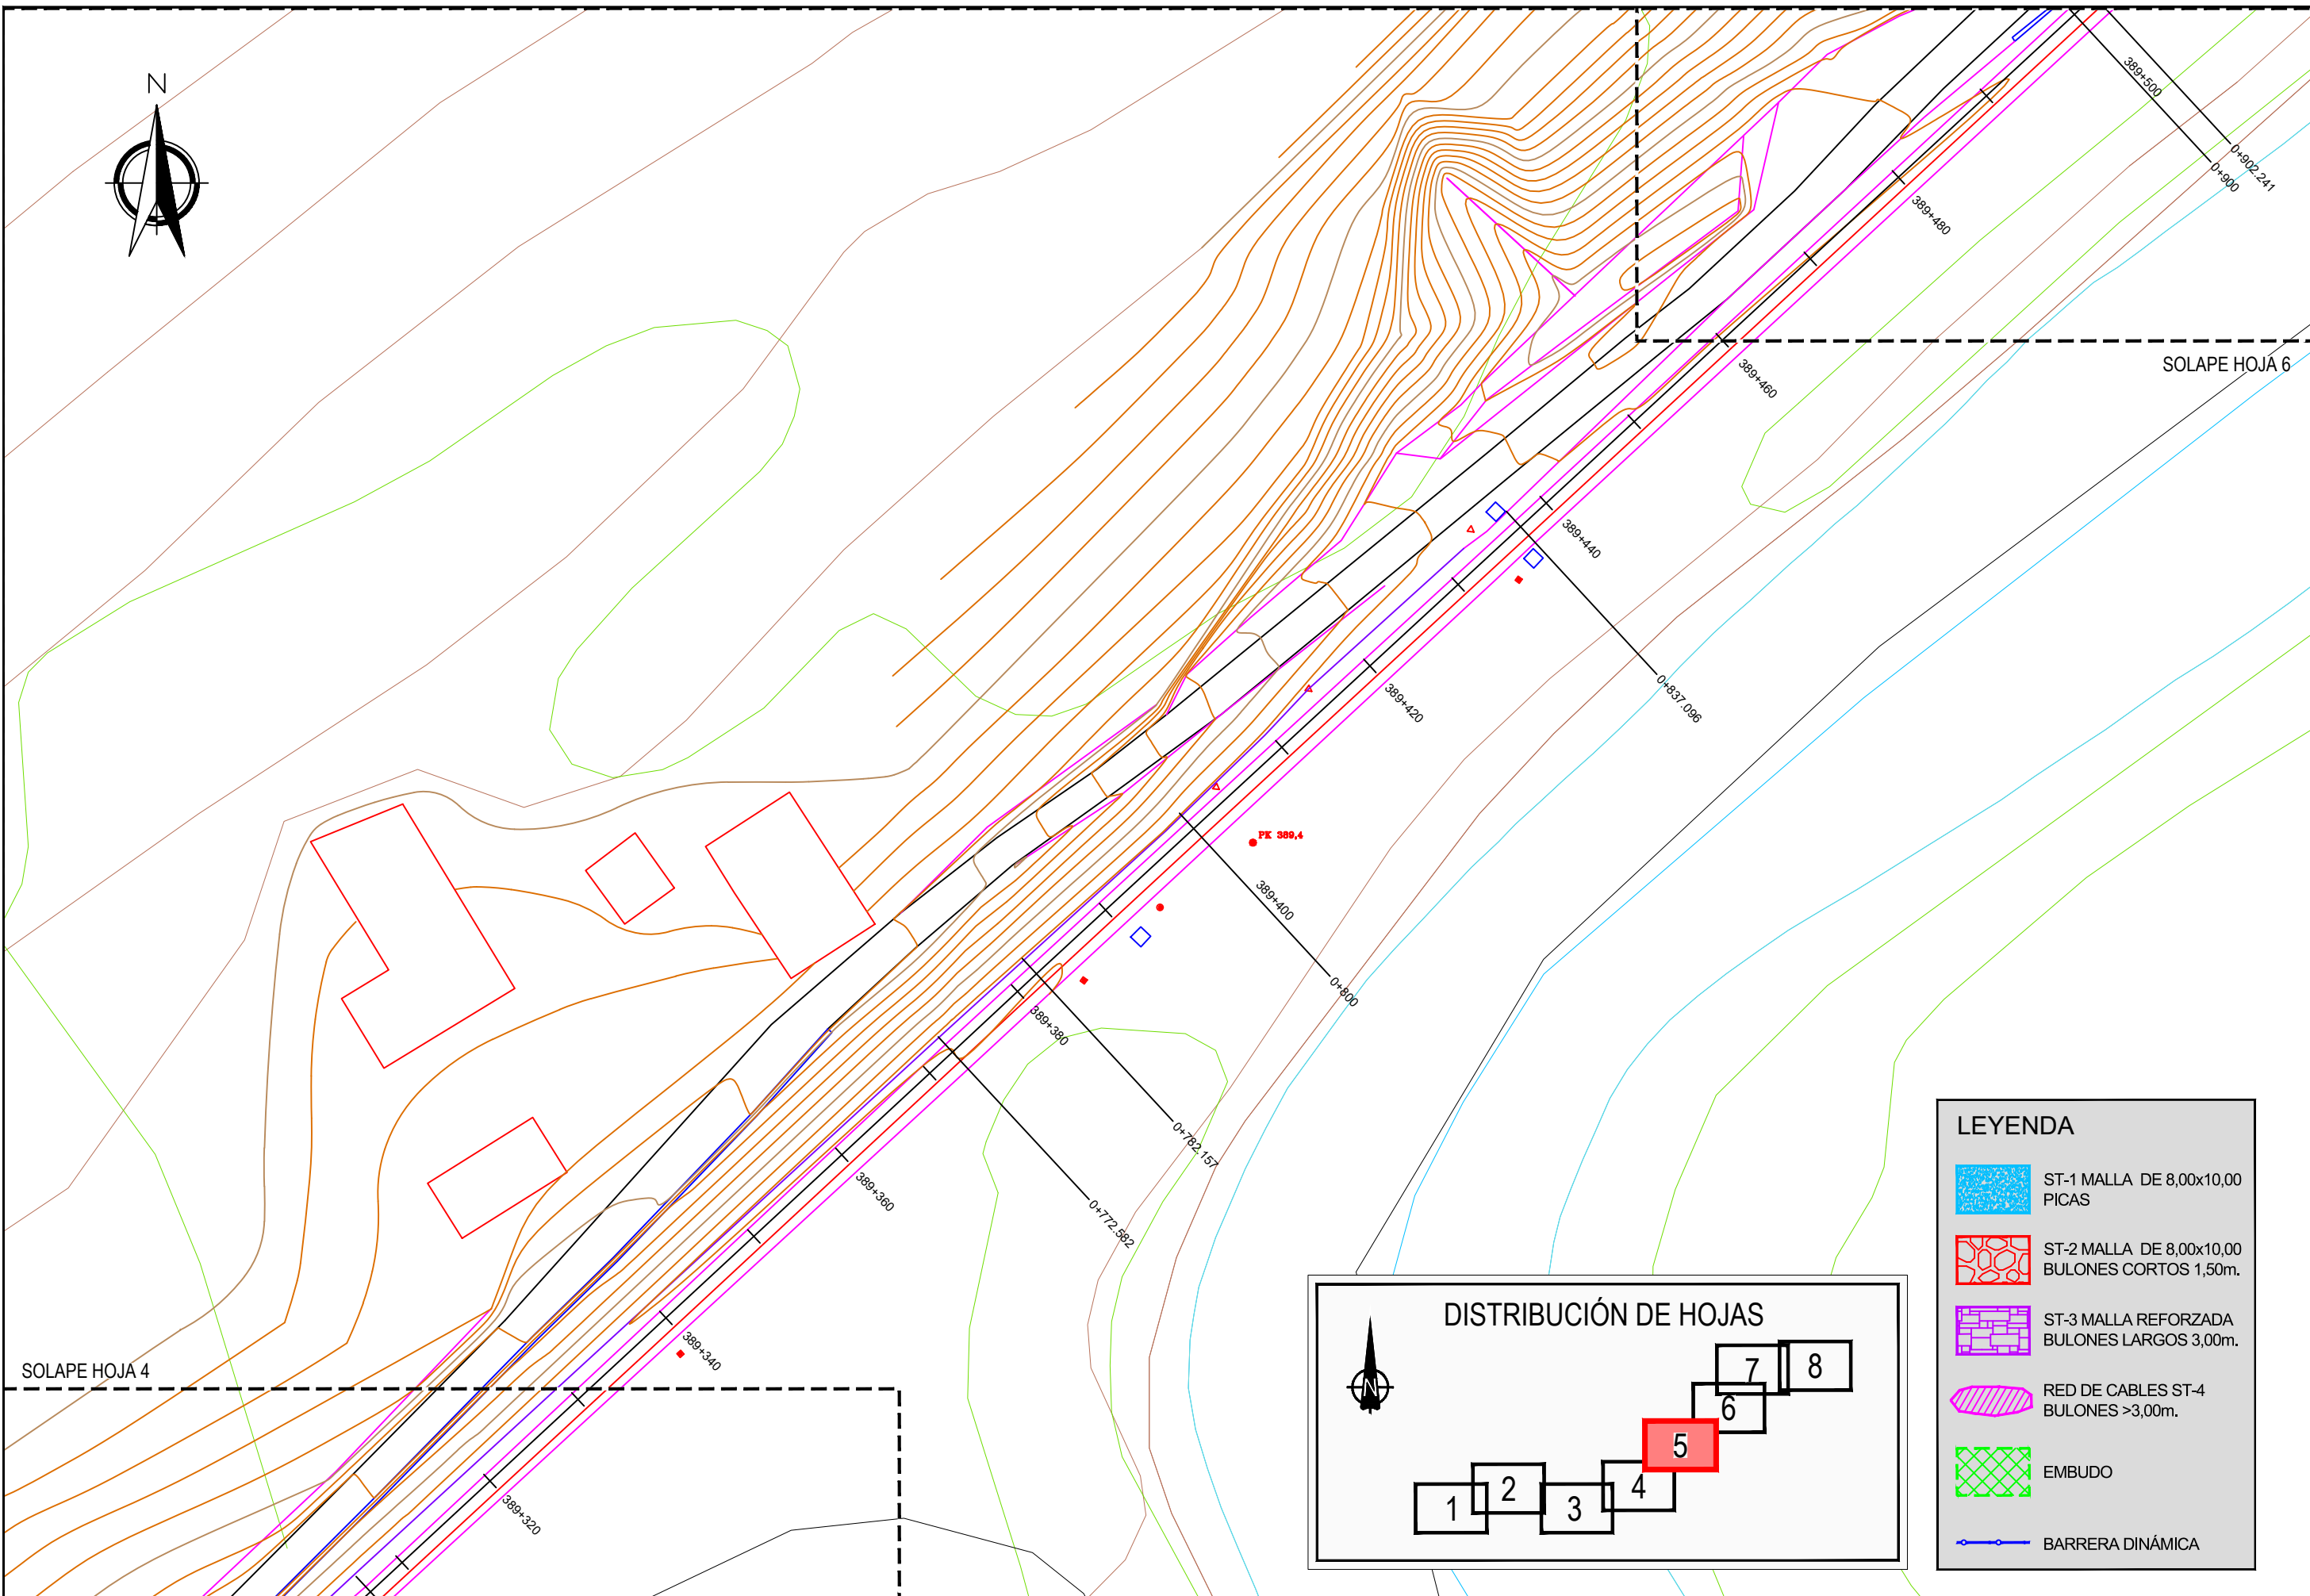 N
389+500
0+902.241
0+900
389+480
SOLAPE HOJA 6
389+460
389+440
0+837.096
389+420
PK 389,4
389+400
0+800
389+380
0+782.157
389+360
0+772.582
389+340
SOLAPE HOJA 4
389+320
LEYENDA
ST-1 MALLA DE 8,00x10,00
PICAS
ST-2 MALLA DE 8,00x10,00
BULONES CORTOS 1,50m.
ST-3 MALLA REFORZADA
BULONES LARGOS 3,00m.
RED DE CABLES ST-4
BULONES >3,00m.
EMBUDO
BARRERA DINÁMICA
DISTRIBUCIÓN DE HOJAS
N
7
8
6
5
4
2
1
3